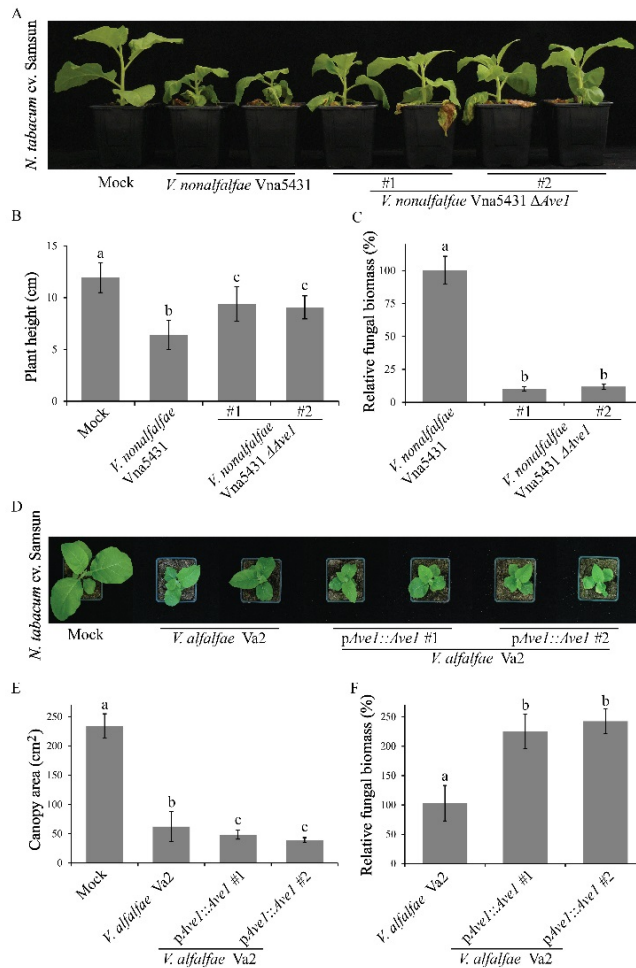 A
N. tabacum cv. Samsun
Mock
V. nonalfalfae Vna5431
#1
#2
V. nonalfalfae Vna5431 ΔAve1
B
Plant height (cm)
15
10
5
0
a
b
c
c
Mock
V. nonalfalfae
Vna5431
#1
#2
V. nonalfalfae
Vna5431 ΔAve1
C
Relative fungal biomass (%)
125
100
75
50
25
0
a
b
b
V. nonalfalfae
Vna5431
#1
#2
V. nonalfalfae
Vna5431 ΔAve1
D
N. tabacum cv. Samsun
Mock
V. alfalfae Va2
pAve1::Ave1 #1
pAve1::Ave1 #2
V. alfalfae Va2
E
Canopy area (cm²)
250
200
150
100
50
0
a
b
c
c
Mock
V. alfalfae Va2
pAve1::Ave1 #1
pAve1::Ave1 #2
V. alfalfae Va2
F
Relative fungal biomass (%)
250
200
150
100
50
0
a
b
b
V. alfalfae Va2
pAve1::Ave1 #1
pAve1::Ave1 #2
V. alfalfae Va2